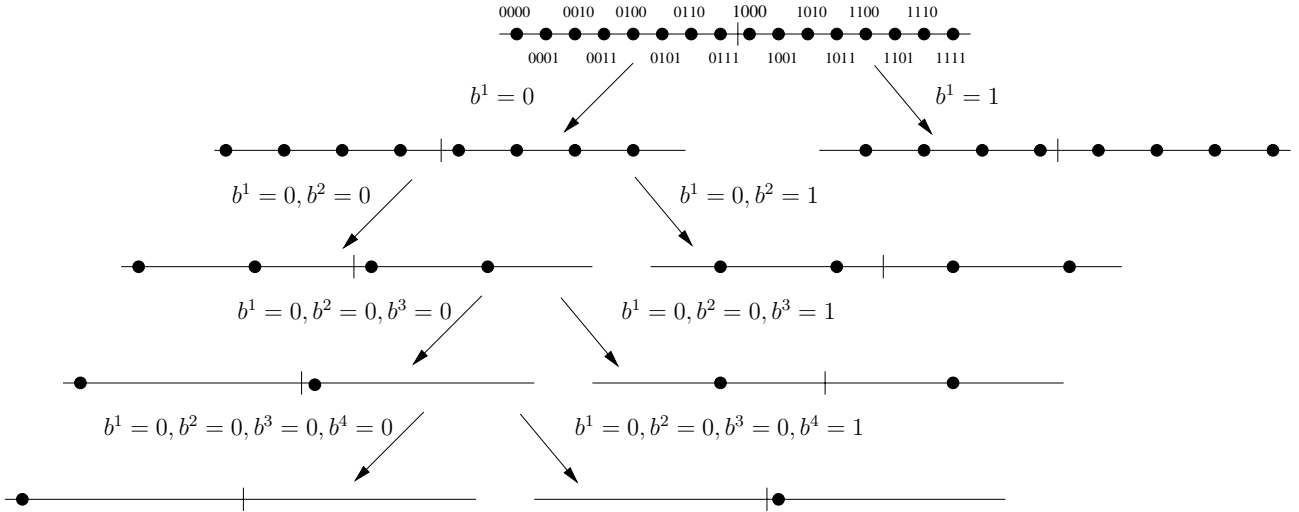 0000 0010 0100 0110 1000 1010 1100 1110
0001 0011 0101 0111 1001 1011 1101 1111
b¹ = 0 b¹ = 1
b¹ = 0, b² = 0 b¹ = 0, b² = 1
b¹ = 0, b² = 0, b³ = 0 b¹ = 0, b² = 0, b³ = 1
b¹ = 0, b² = 0, b³ = 0, b⁴ = 0 b¹ = 0, b² = 0, b³ = 0, b⁴ = 1